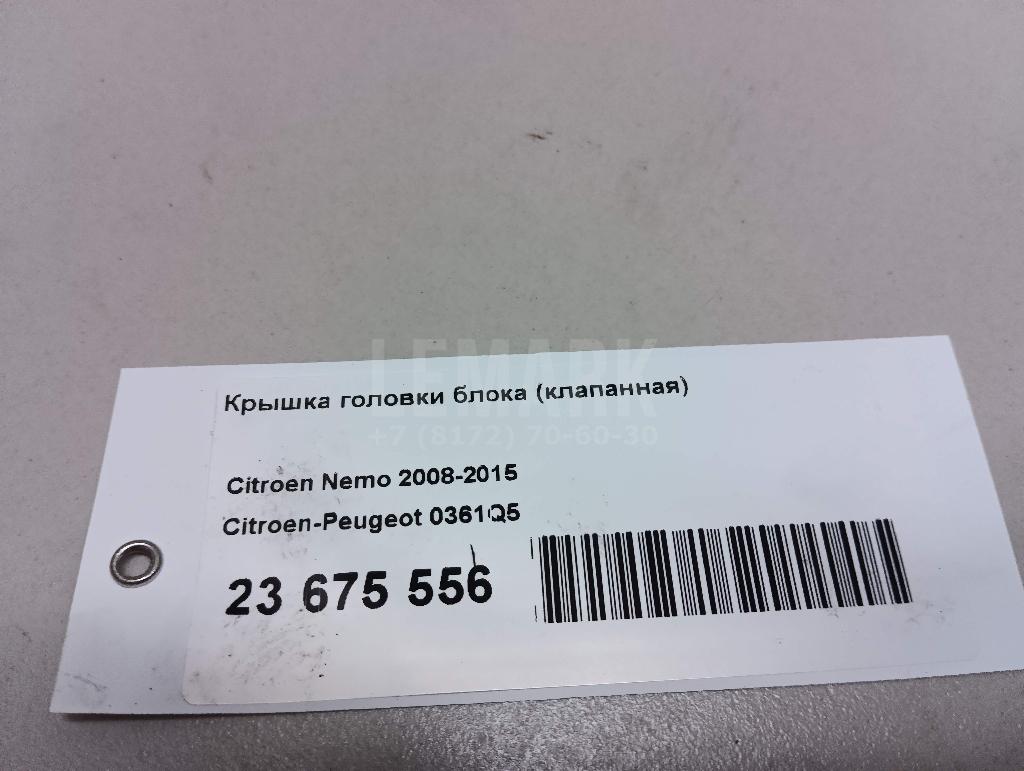 LEMARK
Крышка головки блока (клапанная)
+7 (8172) 70-60-30
Citroen Nemo 2008-2015
Citroen-Peugeot 0361Q5
23 675 556